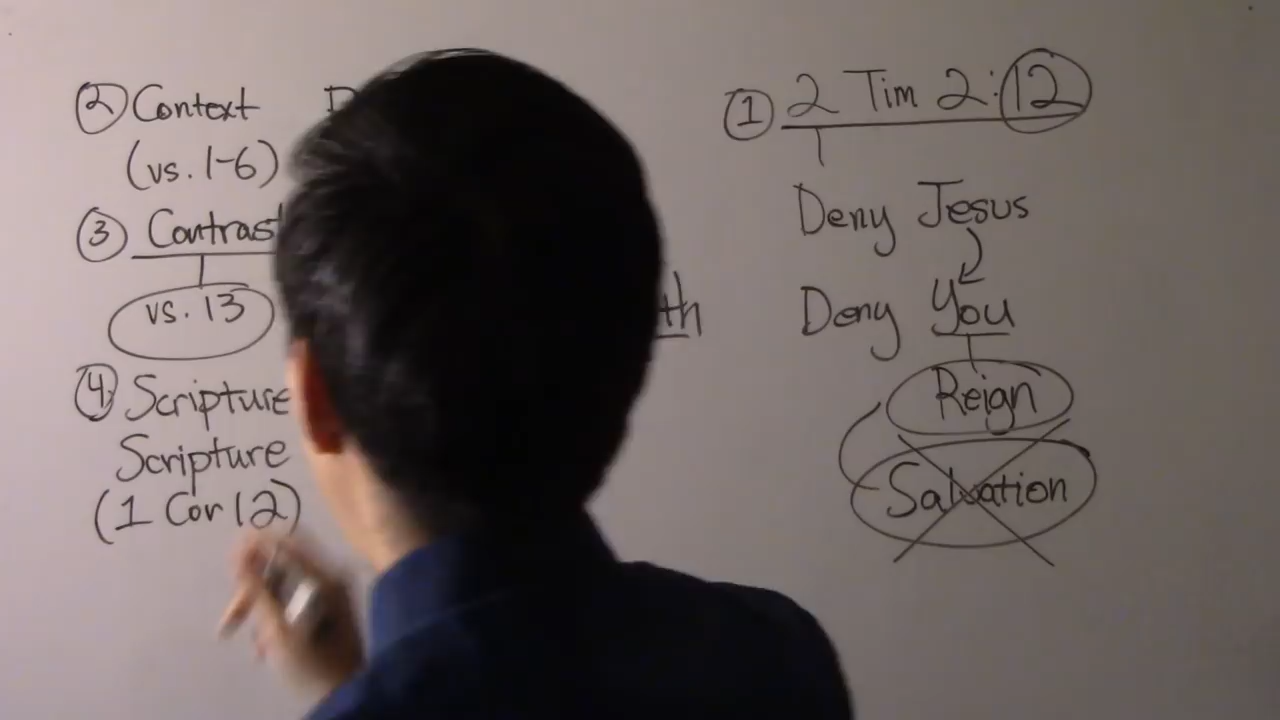 ① 2 Tim 2:12
Deny Jesus
Deny You
Reign
Salvation
② Context
(vs. 1-6)
③ Contrast
vs. 13
④ Scripture
Scripture
(1 Cor 12)